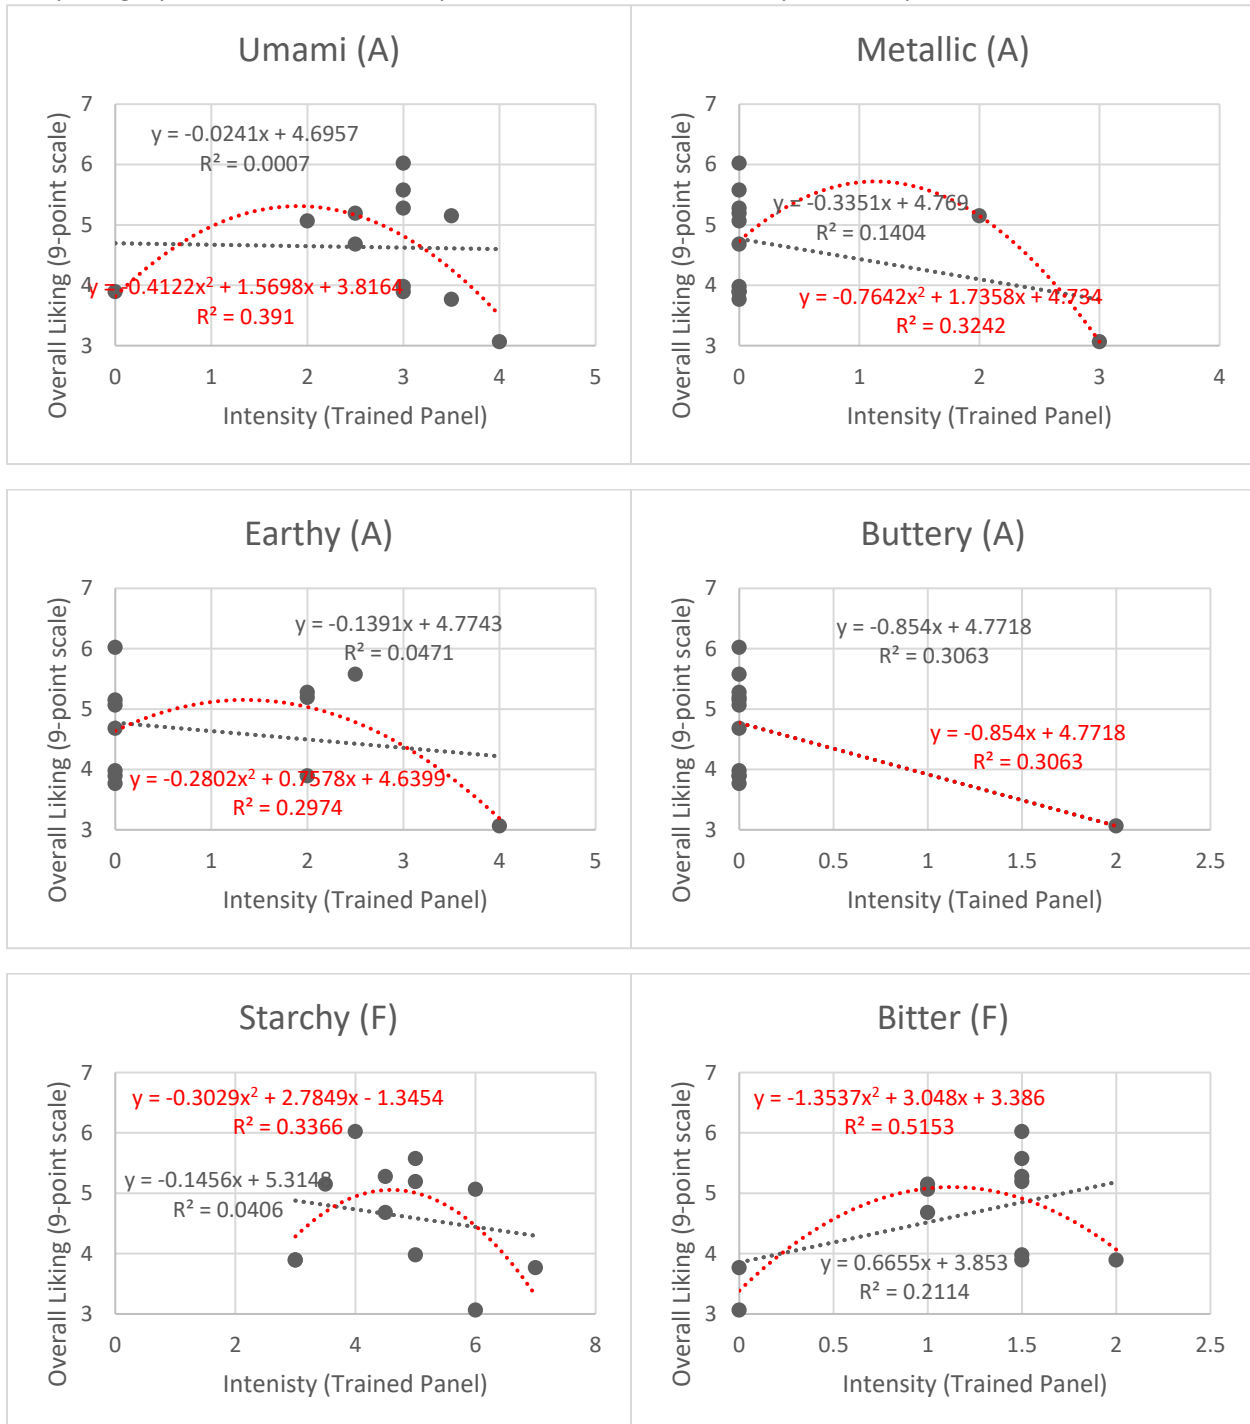 Umami (A)
Overall Liking (9-point scale)
7
6
5
4
3
y = -0.0241x + 4.6957
R² = 0.0007
y = -0.4122x² + 1.5698x + 3.8164
R² = 0.391
0 1 2 3 4 5
Intensity (Trained Panel)
Metallic (A)
Overall Liking (9-point scale)
7
6
5
4
3
y = -0.3351x + 4.769
R² = 0.1404
y = -0.7642x² + 1.7358x + 4.734
R² = 0.3242
0 1 2 3 4
Intensity (Trained Panel)
Earthy (A)
Overall Liking (9-point scale)
7
6
5
4
3
y = -0.1391x + 4.7743
R² = 0.0471
y = -0.2802x² + 0.7578x + 4.6399
R² = 0.2974
0 1 2 3 4 5
Intensity (Trained Panel)
Buttery (A)
Overall Liking (9-point scale)
7
6
5
4
3
y = -0.854x + 4.7718
R² = 0.3063
y = -0.854x + 4.7718
R² = 0.3063
0 0.5 1 1.5 2 2.5
Intensity (Tained Panel)
Starchy (F)
Overall Liking (9-point scale)
7
6
5
4
3
y = -0.3029x² + 2.7849x - 1.3454
R² = 0.3366
y = -0.1456x + 5.3148
R² = 0.0406
0 2 4 6 8
Intenisty (Trained Panel)
Bitter (F)
Overall Liking (9-point scale)
7
6
5
4
3
y = -1.3537x² + 3.048x + 3.386
R² = 0.5153
y = 0.6655x + 3.853
R² = 0.2114
0 0.5 1 1.5 2 2.5
Intensity (Trained Panel)